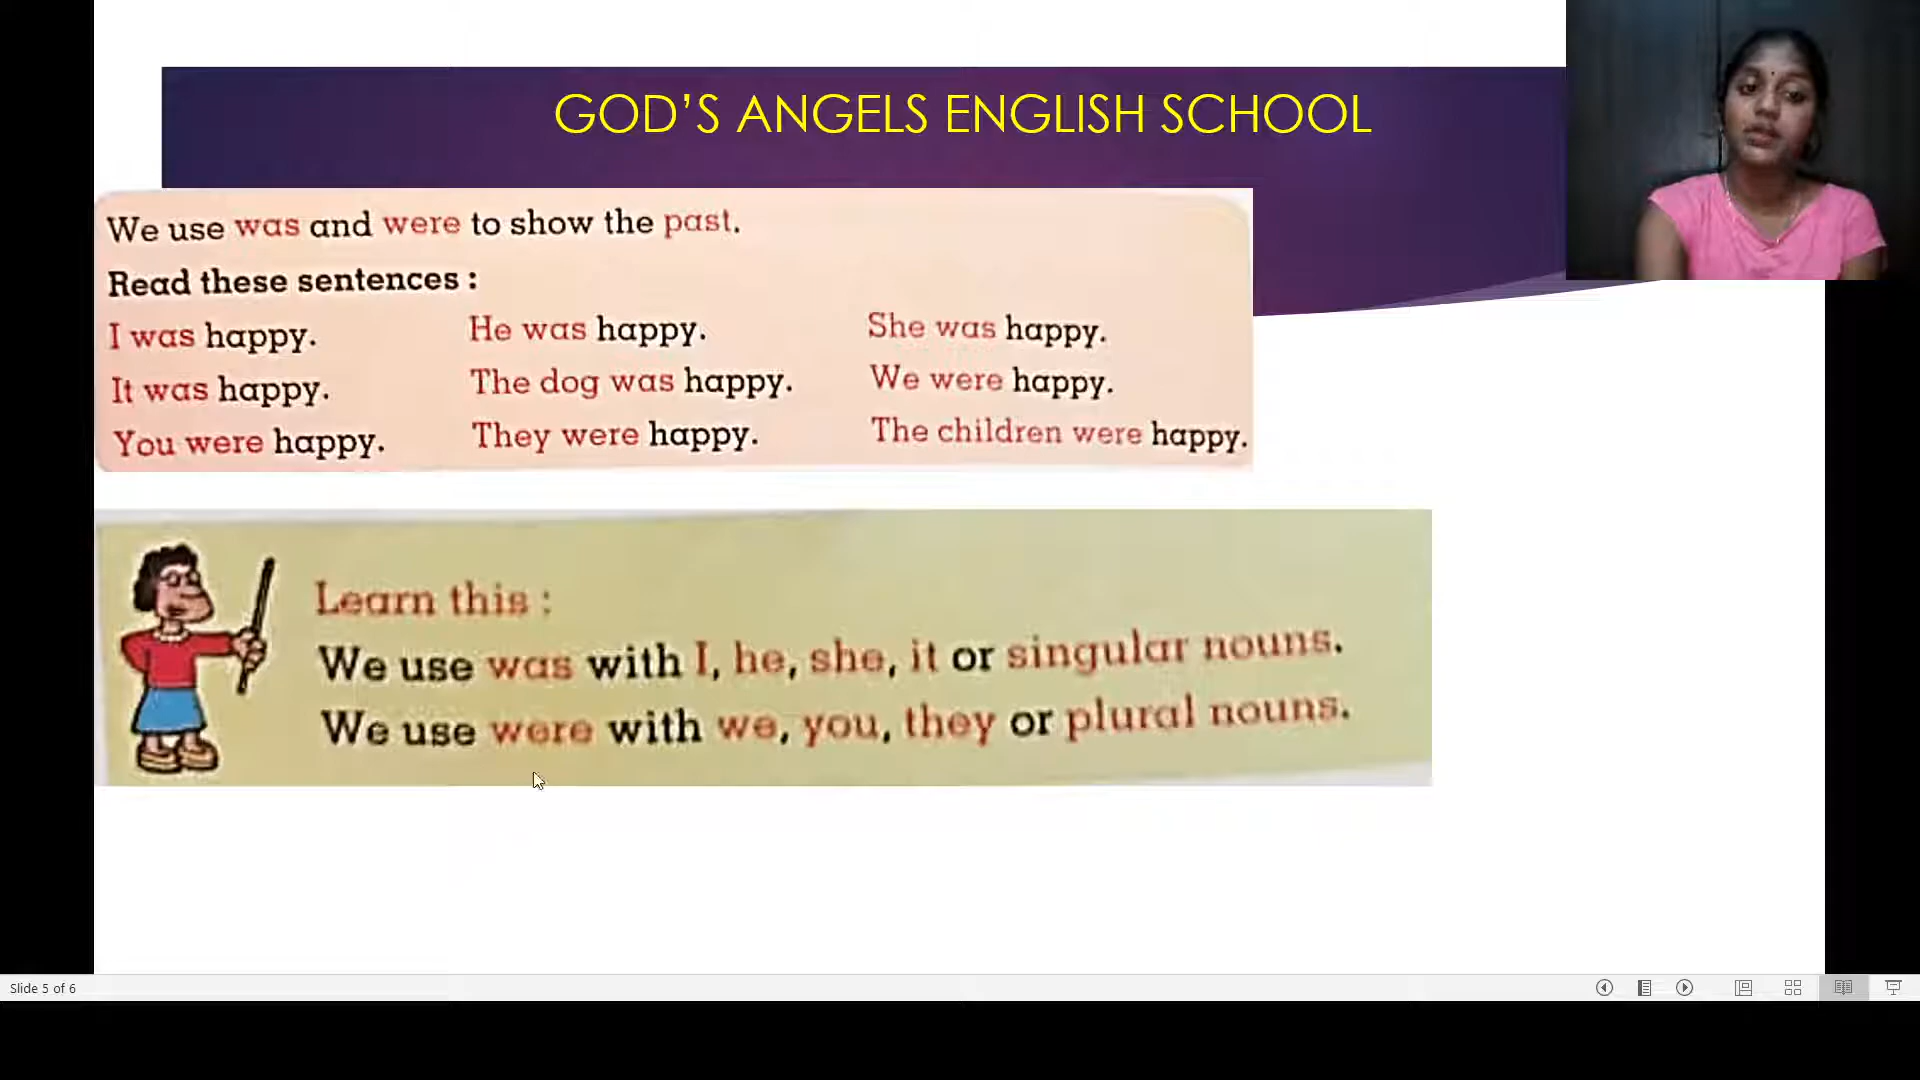 GOD'S ANGELS ENGLISH SCHOOL
We use was and were to show the past.
Read these sentences :
I was happy. He was happy. She was happy.
It was happy. The dog was happy. We were happy.
You were happy. They were happy. The children were happy.
Learn this :
We use was with I, he, she, it or singular nouns.
We use were with we, you, they or plural nouns.
Slide 5 of 6